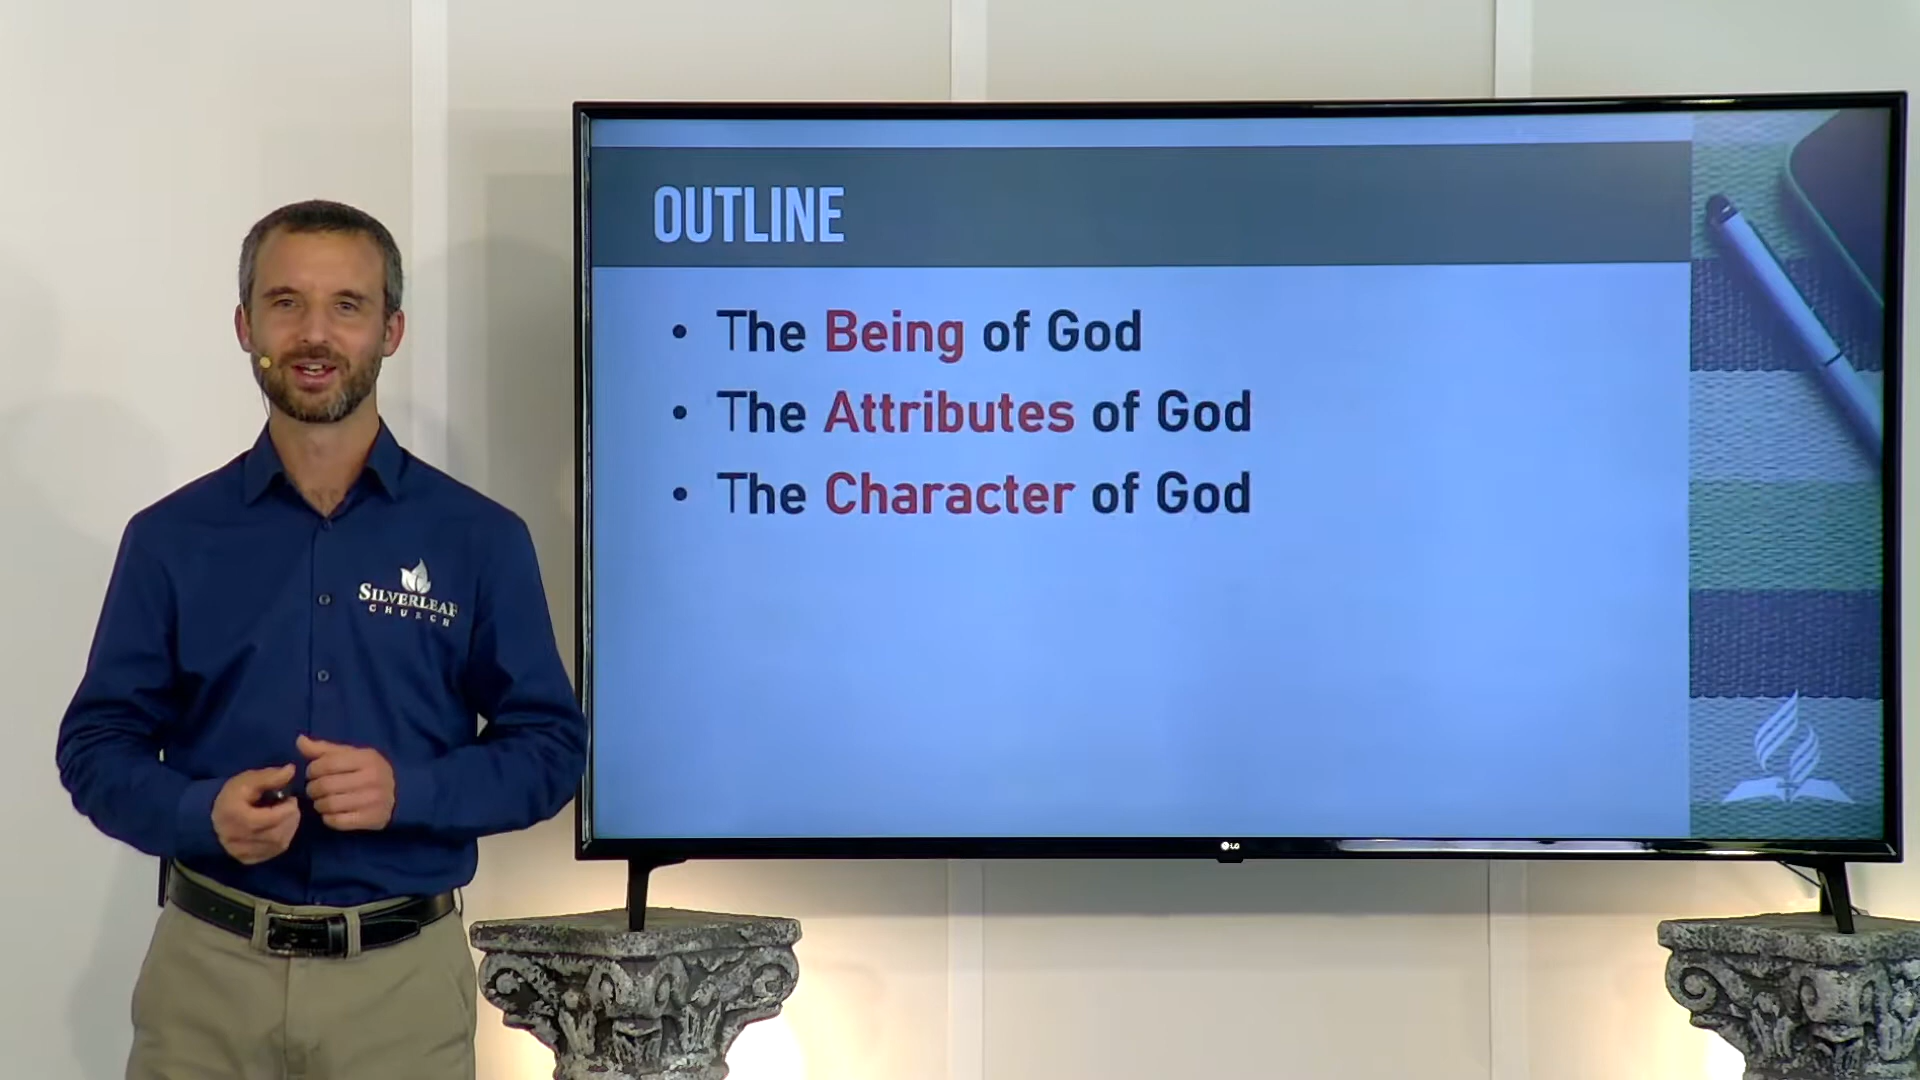 OUTLINE
• The Being of God
• The Attributes of God
• The Character of God
SILVERLEAF
CHURCH
LG